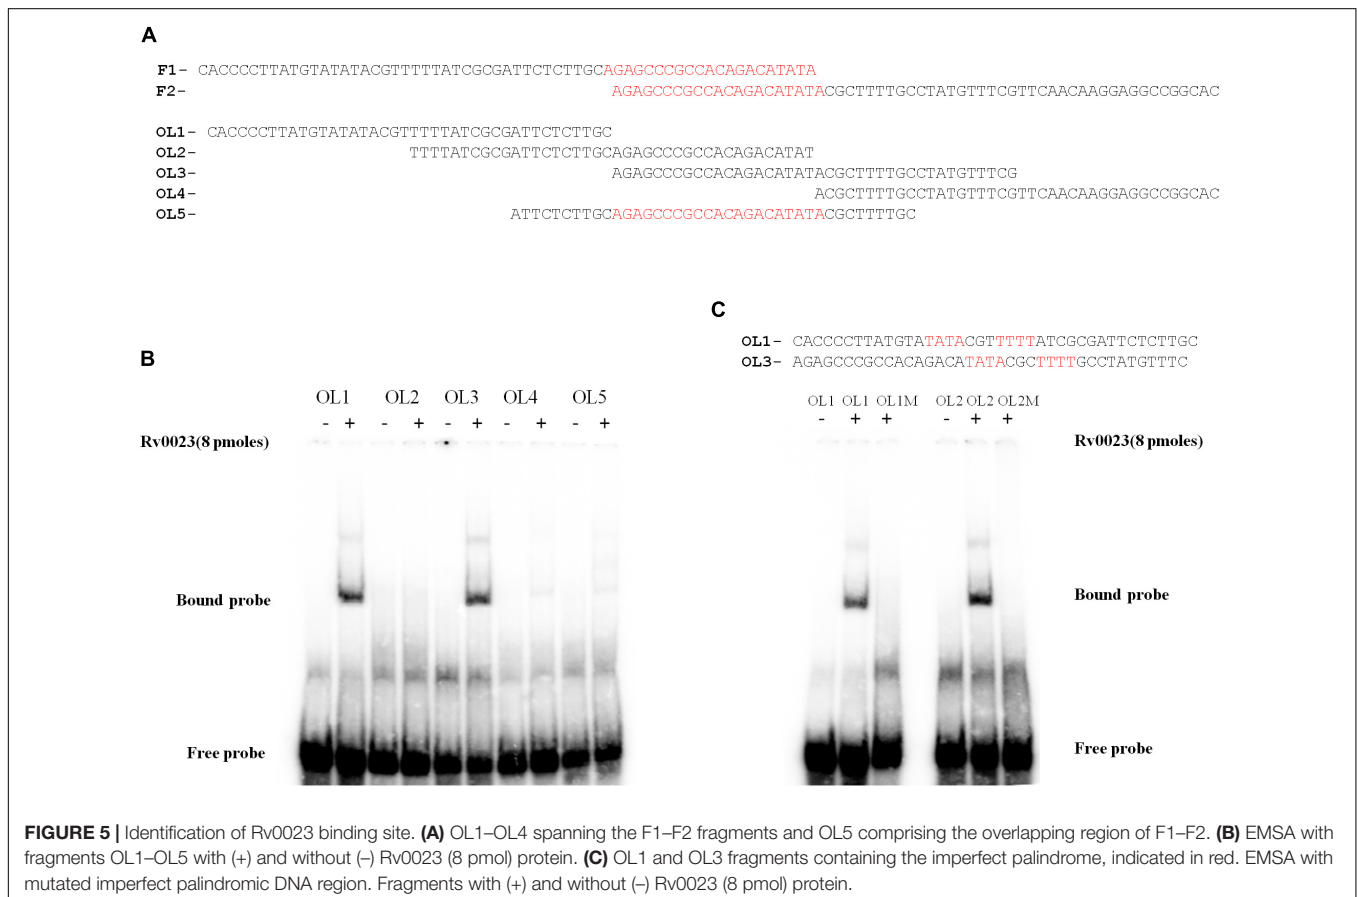 A
F1- CACCCCTTATGTATATACGTTTTTATCGCGATTCTCTTGCAGAGCCCGCCACAGACATATA
F2- AGAGCCCGCCACAGACATATACGCTTTTGCCTATGTTTCGTTCAACAAGGAGGCCGGCAC
OL1- CACCCCTTATGTATATACGTTTTTATCGCGATTCTCTTGC
OL2- TTTTATCGCGATTCTCTTGCAGAGCCCGCCACAGACATAT
OL3- AGAGCCCGCCACAGACATATACGCTTTTGCCTATGTTTCG
OL4- ACGCTTTTGCCTATGTTTCGTTCAACAAGGAGGCCGGCAC
OL5- ATTCTCTTGCAGAGCCCGCCACAGACATATACGCTTTTGC
C
OL1- CACCCCTTATGTATATACGTTTTTATCGCGATTCTCTTGC
OL3- AGAGCCCGCCACAGACATATACGCTTTTGCCTATGTTTC
B
OL1 OL2 OL3 OL4 OL5
- + - + - + - + - +
Rv0023(8 pmoles)
Bound probe
Free probe
OL1 OL1 OL1M OL2 OL2 OL2M
- + + - + +
Rv0023(8 pmoles)
Bound probe
Free probe
FIGURE 5 | Identification of Rv0023 binding site. (A) OL1–OL4 spanning the F1–F2 fragments and OL5 comprising the overlapping region of F1–F2. (B) EMSA with
fragments OL1–OL5 with (+) and without (–) Rv0023 (8 pmol) protein. (C) OL1 and OL3 fragments containing the imperfect palindrome, indicated in red. EMSA with
mutated imperfect palindromic DNA region. Fragments with (+) and without (–) Rv0023 (8 pmol) protein.